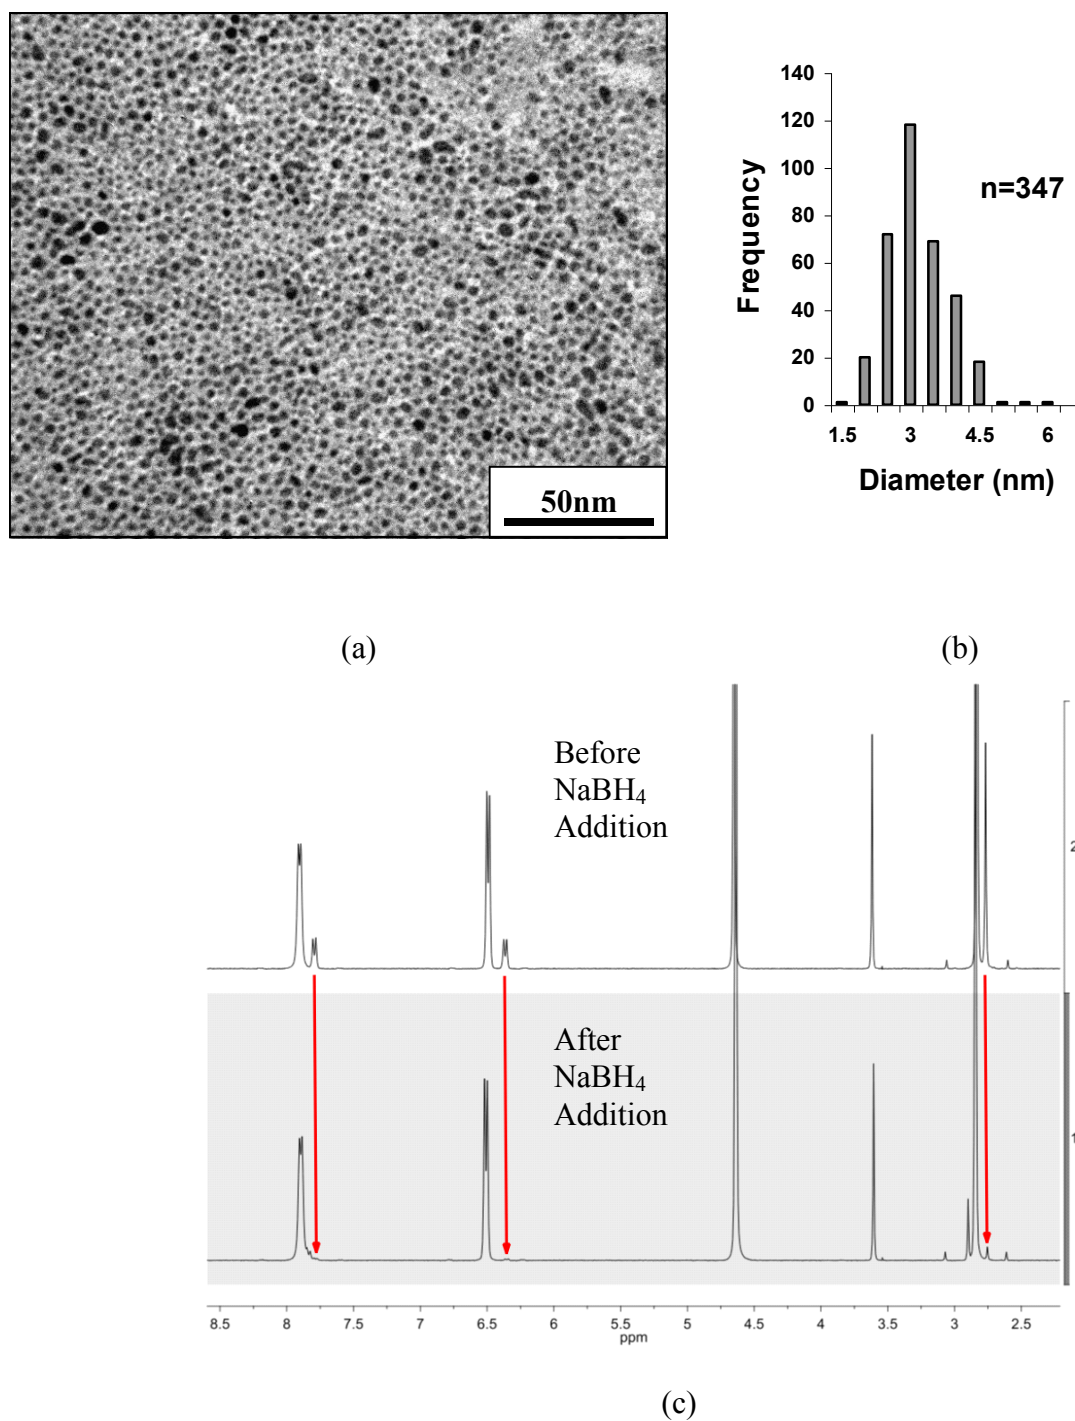 50nm
140
120
100
80
60
40
20
0
Frequency
n=347
1.5 3 4.5 6
Diameter (nm)
(a) (b)
Before
NaBH4
Addition
2
After
NaBH4
Addition
1
8.5 8 7.5 7 6.5 6 5.5 5 4.5 4 3.5 3 2.5
ppm
(c)